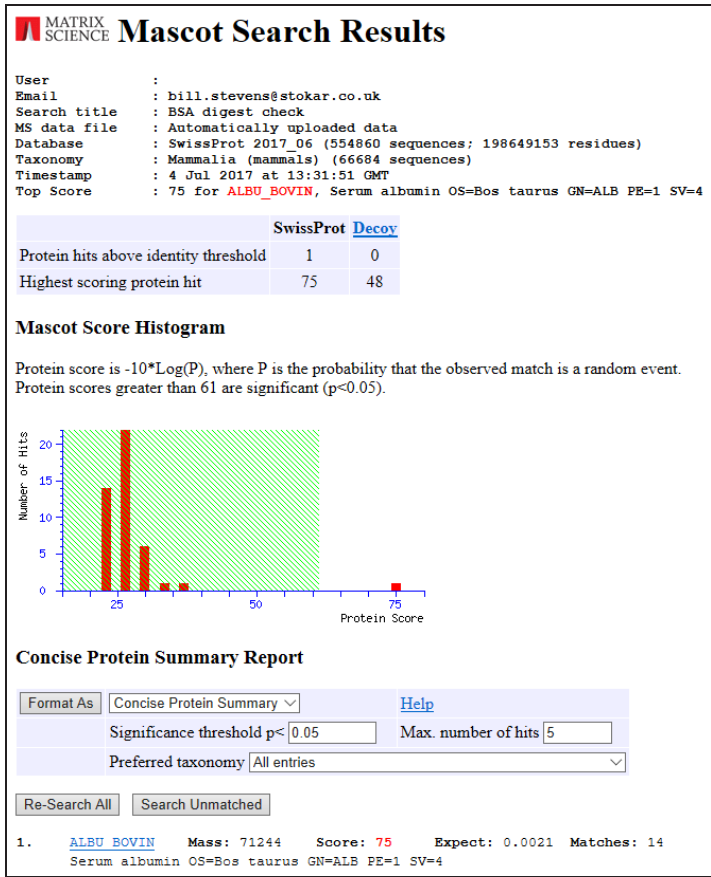 MATRIX
SCIENCE Mascot Search Results
User :
Email : bill.stevens@stokar.co.uk
Search title : BSA digest check
MS data file : Automatically uploaded data
Database : SwissProt 2017_06 (554860 sequences; 198649153 residues)
Taxonomy : Mammalia (mammals) (66684 sequences)
Timestamp : 4 Jul 2017 at 13:31:51 GMT
Top Score : 75 for ALBU_BOVIN, Serum albumin OS=Bos taurus GN=ALB PE=1 SV=4
SwissProt Decoy
Protein hits above identity threshold 1 0
Highest scoring protein hit 75 48
Mascot Score Histogram
Protein score is -10*Log(P), where P is the probability that the observed match is a random event.
Protein scores greater than 61 are significant (p<0.05).
Number of Hits
20
15
10
5
0
25 50 75
Protein Score
Concise Protein Summary Report
Format As Concise Protein Summary Help
Significance threshold p< 0.05 Max. number of hits 5
Preferred taxonomy All entries
Re-Search All Search Unmatched
1. ALBU_BOVIN Mass: 71244 Score: 75 Expect: 0.0021 Matches: 14
Serum albumin OS=Bos taurus GN=ALB PE=1 SV=4